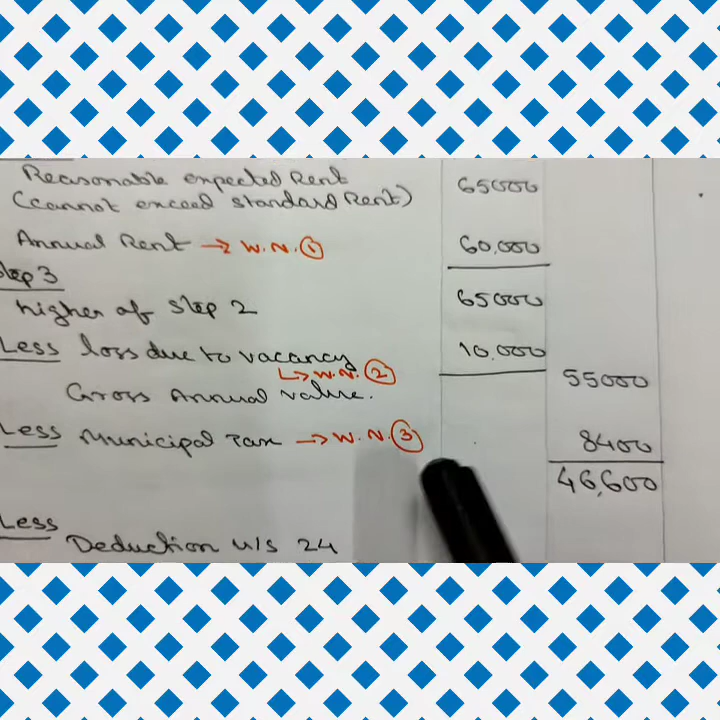 Reasonable expected Rent 65000
(cannot exceed standard Rent)
Annual Rent → W.N. ① 60,000
Step 3
higher of step 2 65000
Less loss due to vacancy 10,000
↳ W.N. ② 55000
Gross Annual Value.
Less Municipal Tax → W.N. ③ 8400
46,600
Less
Deduction u/s 24